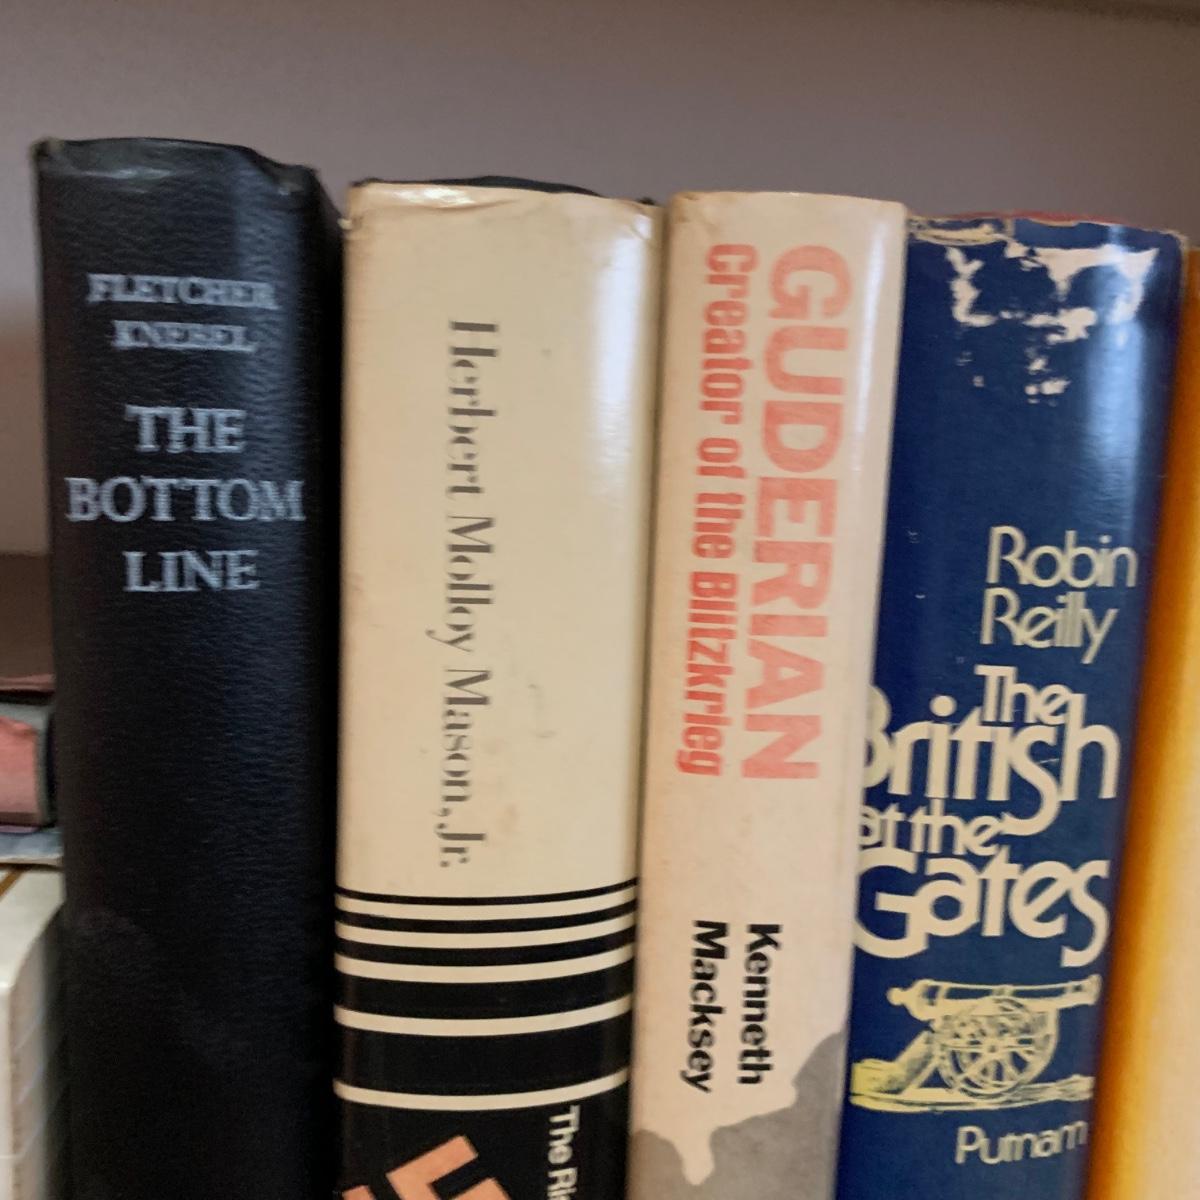 FLETCHER
KNEBEL
THE
BOTTOM
LINE
Herbert Molloy Mason, Jr.
The
GUDERIAN
Creator of the Blitzkrieg
Kenneth
Macksey
Robin
Reilly
The
British
at the
Gates
Putnam